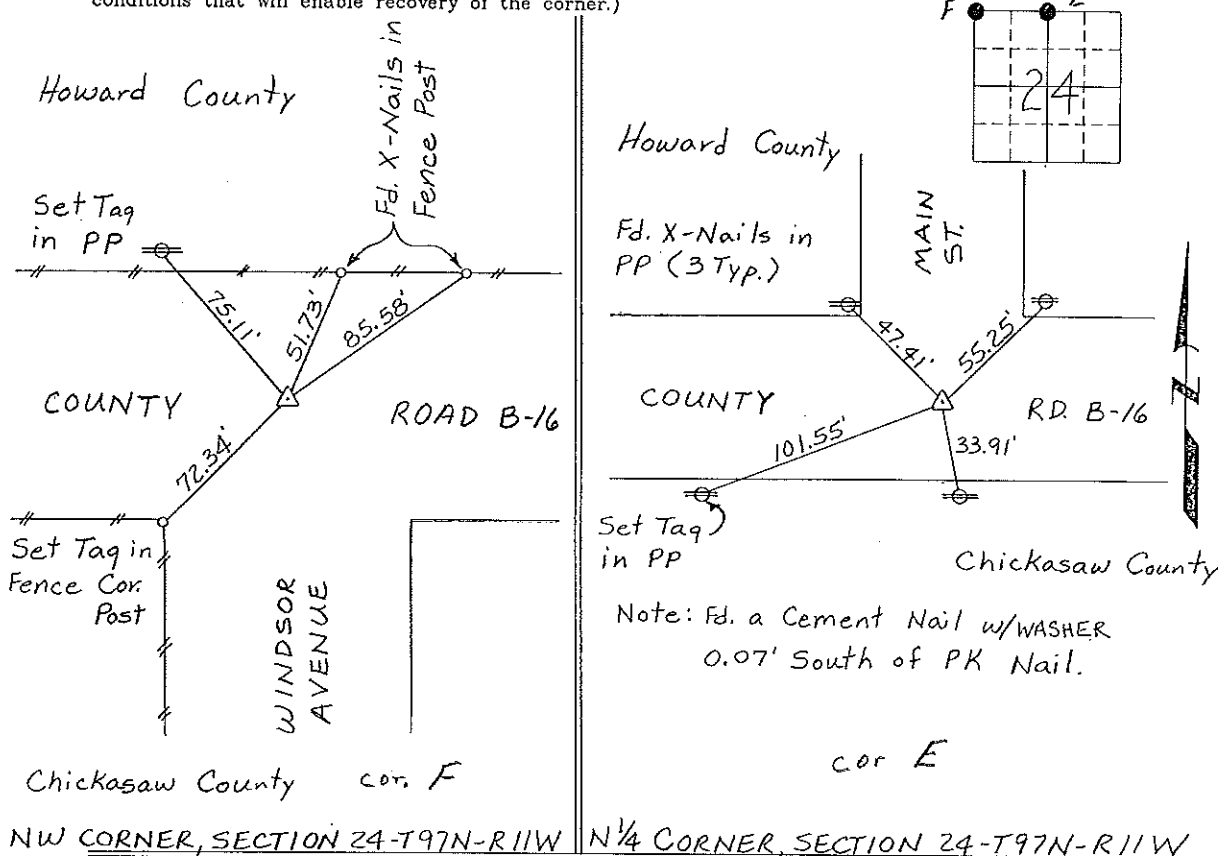 conditions that will enable recovery of the corner.)
Howard County
Fd. X-Nails in
Fence Post
Set Tag
in PP
75.11'
51.73'
85.58'
COUNTY
ROAD B-16
72.34'
Set Tag in
Fence Cor.
Post
WINDSOR
AVENUE
Chickasaw County
cor. F
NW CORNER, SECTION 24-T97N-R11W
F
24
Howard County
MAIN
ST.
Fd. X-Nails in
PP (3 Typ.)
47.41'
55.25'
COUNTY
RD. B-16
101.55'
33.91'
N
Set Tag
in PP
Chickasaw County
Note: Fd. a Cement Nail w/WASHER
0.07' South of PK Nail.
cor E
N 1/4 CORNER, SECTION 24-T97N-R11W